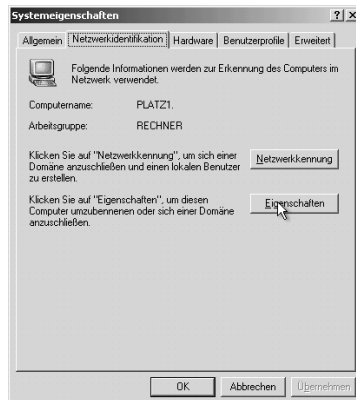 Systemeigenschaften
Allgemein Netzwerkidentifikation Hardware Benutzerprofile Erweitert
Folgende Informationen werden zur Erkennung des Computers im
Netzwerk verwendet.
Computername: PLATZ1.
Arbeitsgruppe: RECHNER
Klicken Sie auf "Netzwerkkennung", um sich einer
Domäne anzuschließen und einen lokalen Benutzer
zu erstellen.
Netzwerkkennung
Klicken Sie auf "Eigenschaften", um diesen
Computer umzubennenen oder sich einer Domäne
anzuschließen.
Eigenschaften
OK Abbrechen Übernehmen